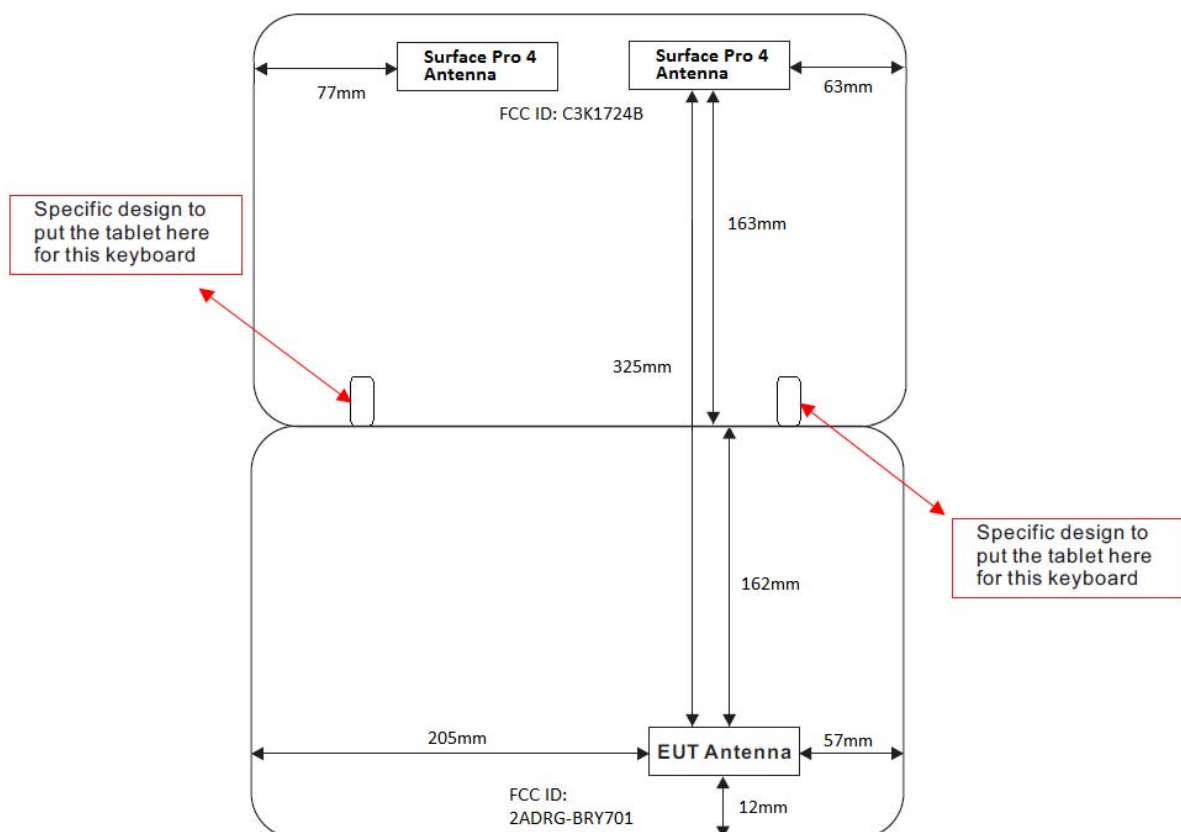 Surface Pro 4
Antenna
Surface Pro 4
Antenna
77mm
63mm
FCC ID: C3K1724B
Specific design to
put the tablet here
for this keyboard
163mm
325mm
Specific design to
put the tablet here
for this keyboard
162mm
205mm
EUT Antenna
57mm
FCC ID:
2ADRG-BRY701
12mm